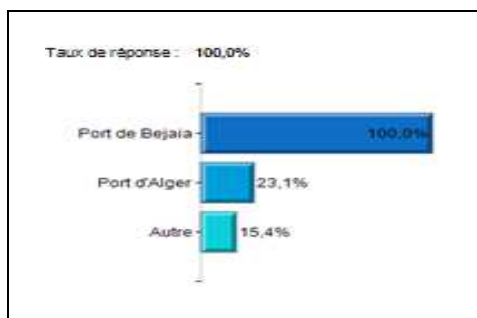 Taux de réponse : 100,0%
Port de Bejaia 100,0%
Port d'Alger 23,1%
Autre 15,4%